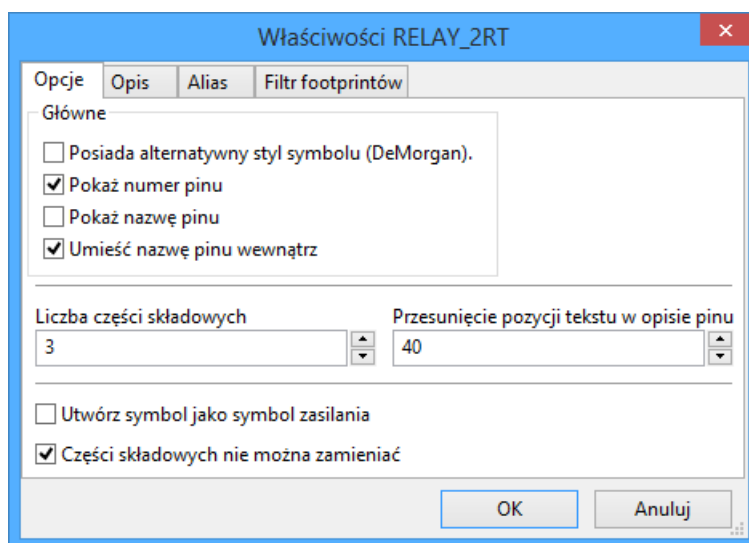 Właściwości RELAY_2RT
Opcje Opis Alias Filtr footprintów
Główne
Posiada alternatywny styl symbolu (DeMorgan).
Pokaż numer pinu
Pokaż nazwę pinu
Umieść nazwę pinu wewnątrz
Liczba części składowych Przesunięcie pozycji tekstu w opisie pinu
3 40
Utwórz symbol jako symbol zasilania
Części składowych nie można zamieniać
OK Anuluj